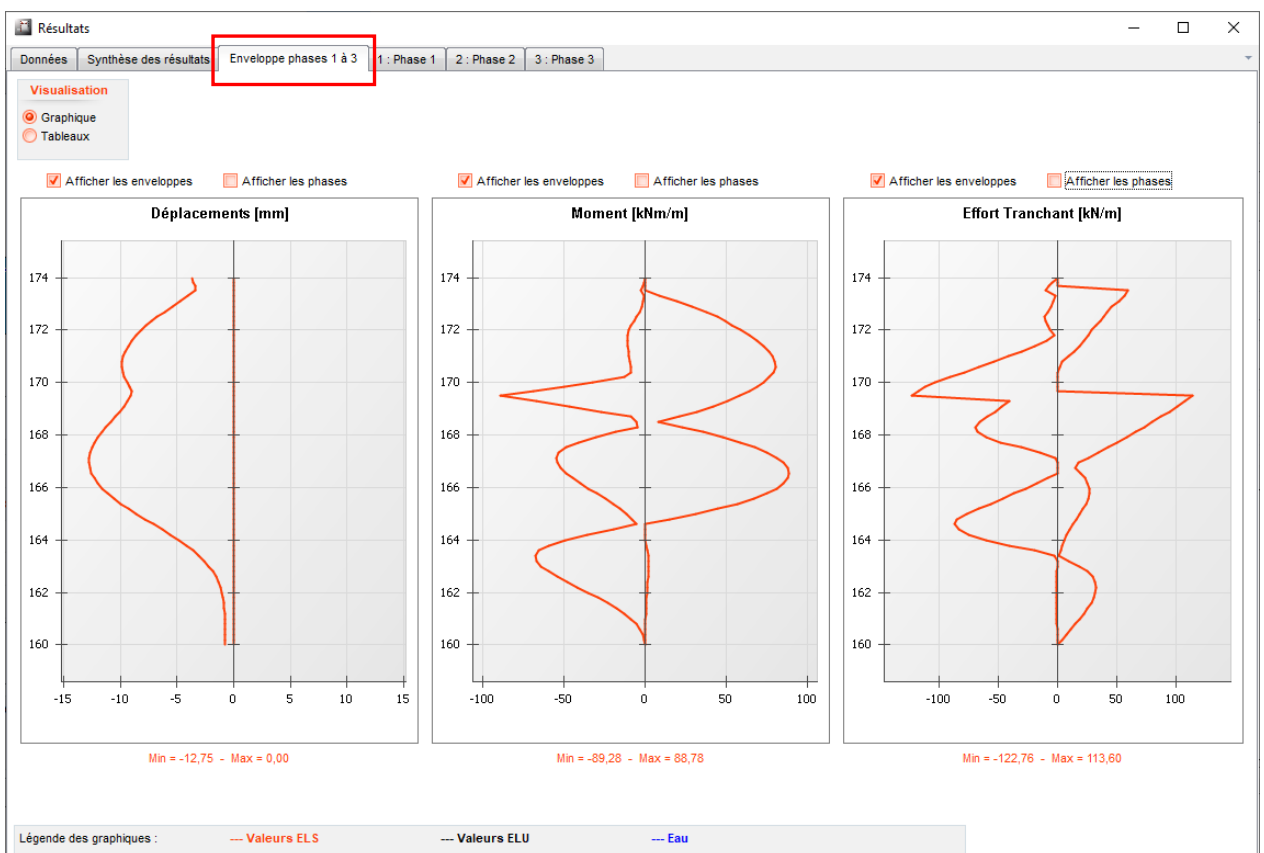 Résultats
Données Synthèse des résultats Enveloppe phases 1 à 3 1 : Phase 1 2 : Phase 2 3 : Phase 3
Visualisation
Graphique
Tableaux
Afficher les enveloppes Afficher les phases Afficher les enveloppes Afficher les phases Afficher les enveloppes Afficher les phases
Déplacements [mm] Moment [kNm/m] Effort Tranchant [kN/m]
174 174 174
172 172 172
170 170 170
168 168 168
166 166 166
164 164 164
162 162 162
160 160 160
-15 -10 -5 0 5 10 15 -100 -50 0 50 100 -100 -50 0 50 100
Min = -12,75 - Max = 0,00 Min = -89,28 - Max = 88,78 Min = -122,76 - Max = 113,60
Légende des graphiques : --- Valeurs ELS --- Valeurs ELU --- Eau